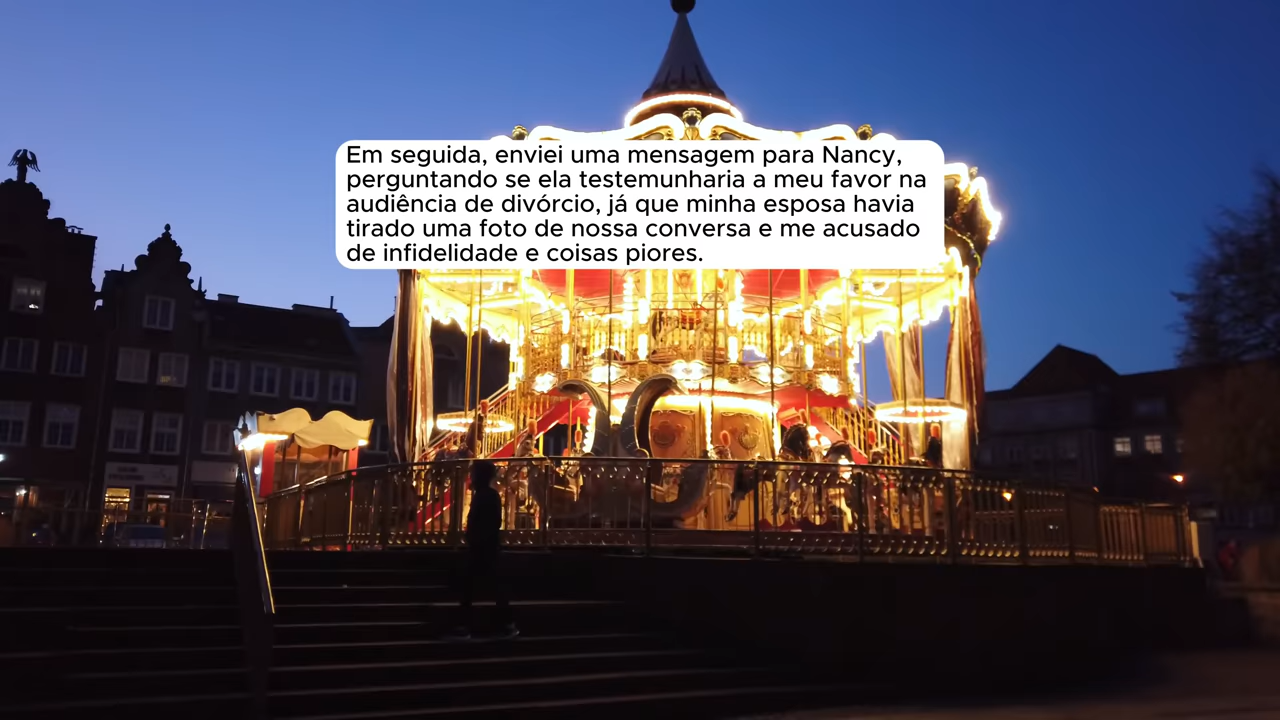 Em seguida, enviei uma mensagem para Nancy,
perguntando se ela testemunharia a meu favor na
audiência de divórcio, já que minha esposa havia
tirado uma foto de nossa conversa e me acusado
de infidelidade e coisas piores.